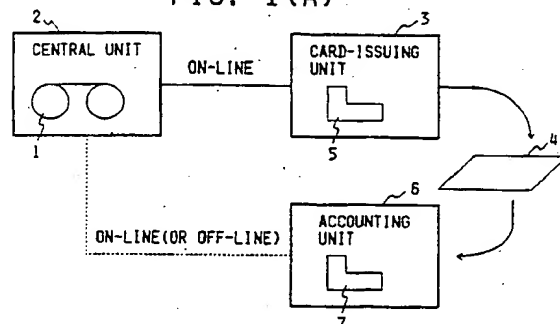 FIG. 1(A)
2
3
CENTRAL UNIT
CARD-ISSUING
UNIT
ON-LINE
1
5
4
6
ACCOUNTING
UNIT
ON-LINE(OR OFF-LINE)
7